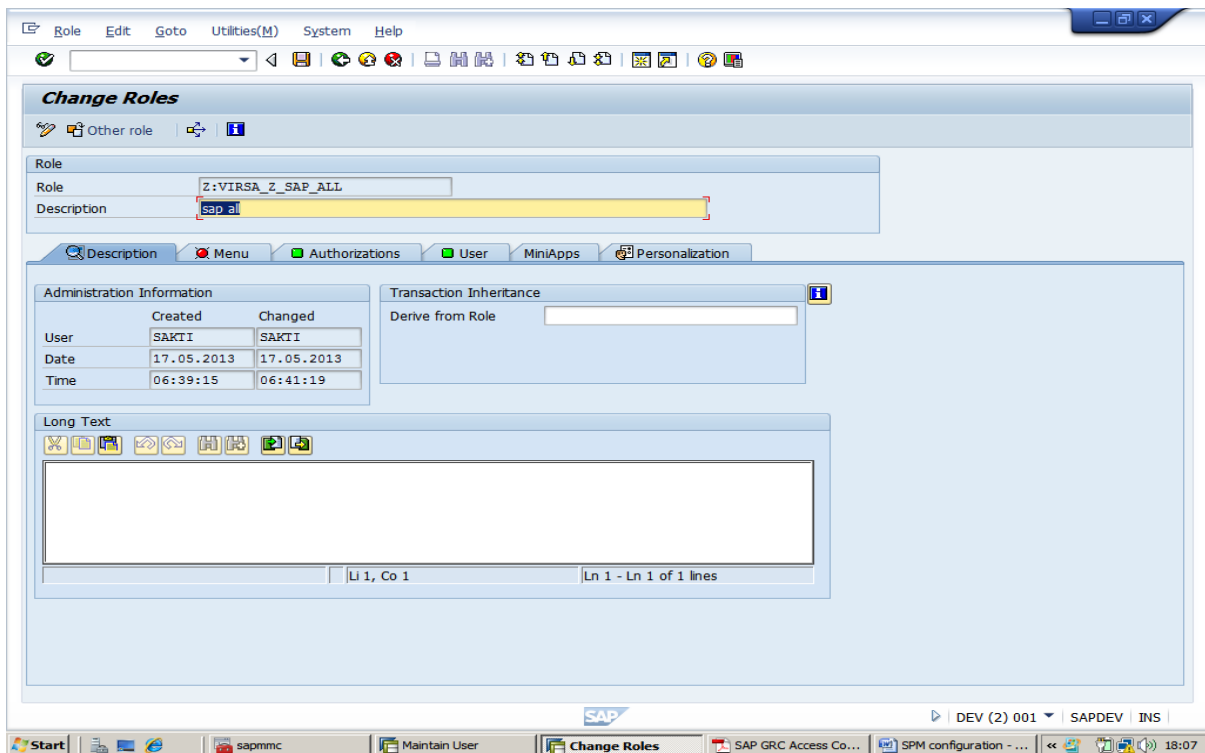 Role Edit Goto Utilities(M) System Help
Change Roles
Other role
Role
Role Z:VIRSA_Z_SAP_ALL
Description sap all
Description Menu Authorizations User MiniApps Personalization
Administration Information Transaction Inheritance
Created Changed Derive from Role
User SAKTI SAKTI
Date 17.05.2013 17.05.2013
Time 06:39:15 06:41:19
Long Text
Li 1, Co 1 Ln 1 - Ln 1 of 1 lines
SAP DEV (2) 001 SAPDEV INS
Start sapmmc Maintain User Change Roles SAP GRC Access Co... SPM configuration - ... « 18:07